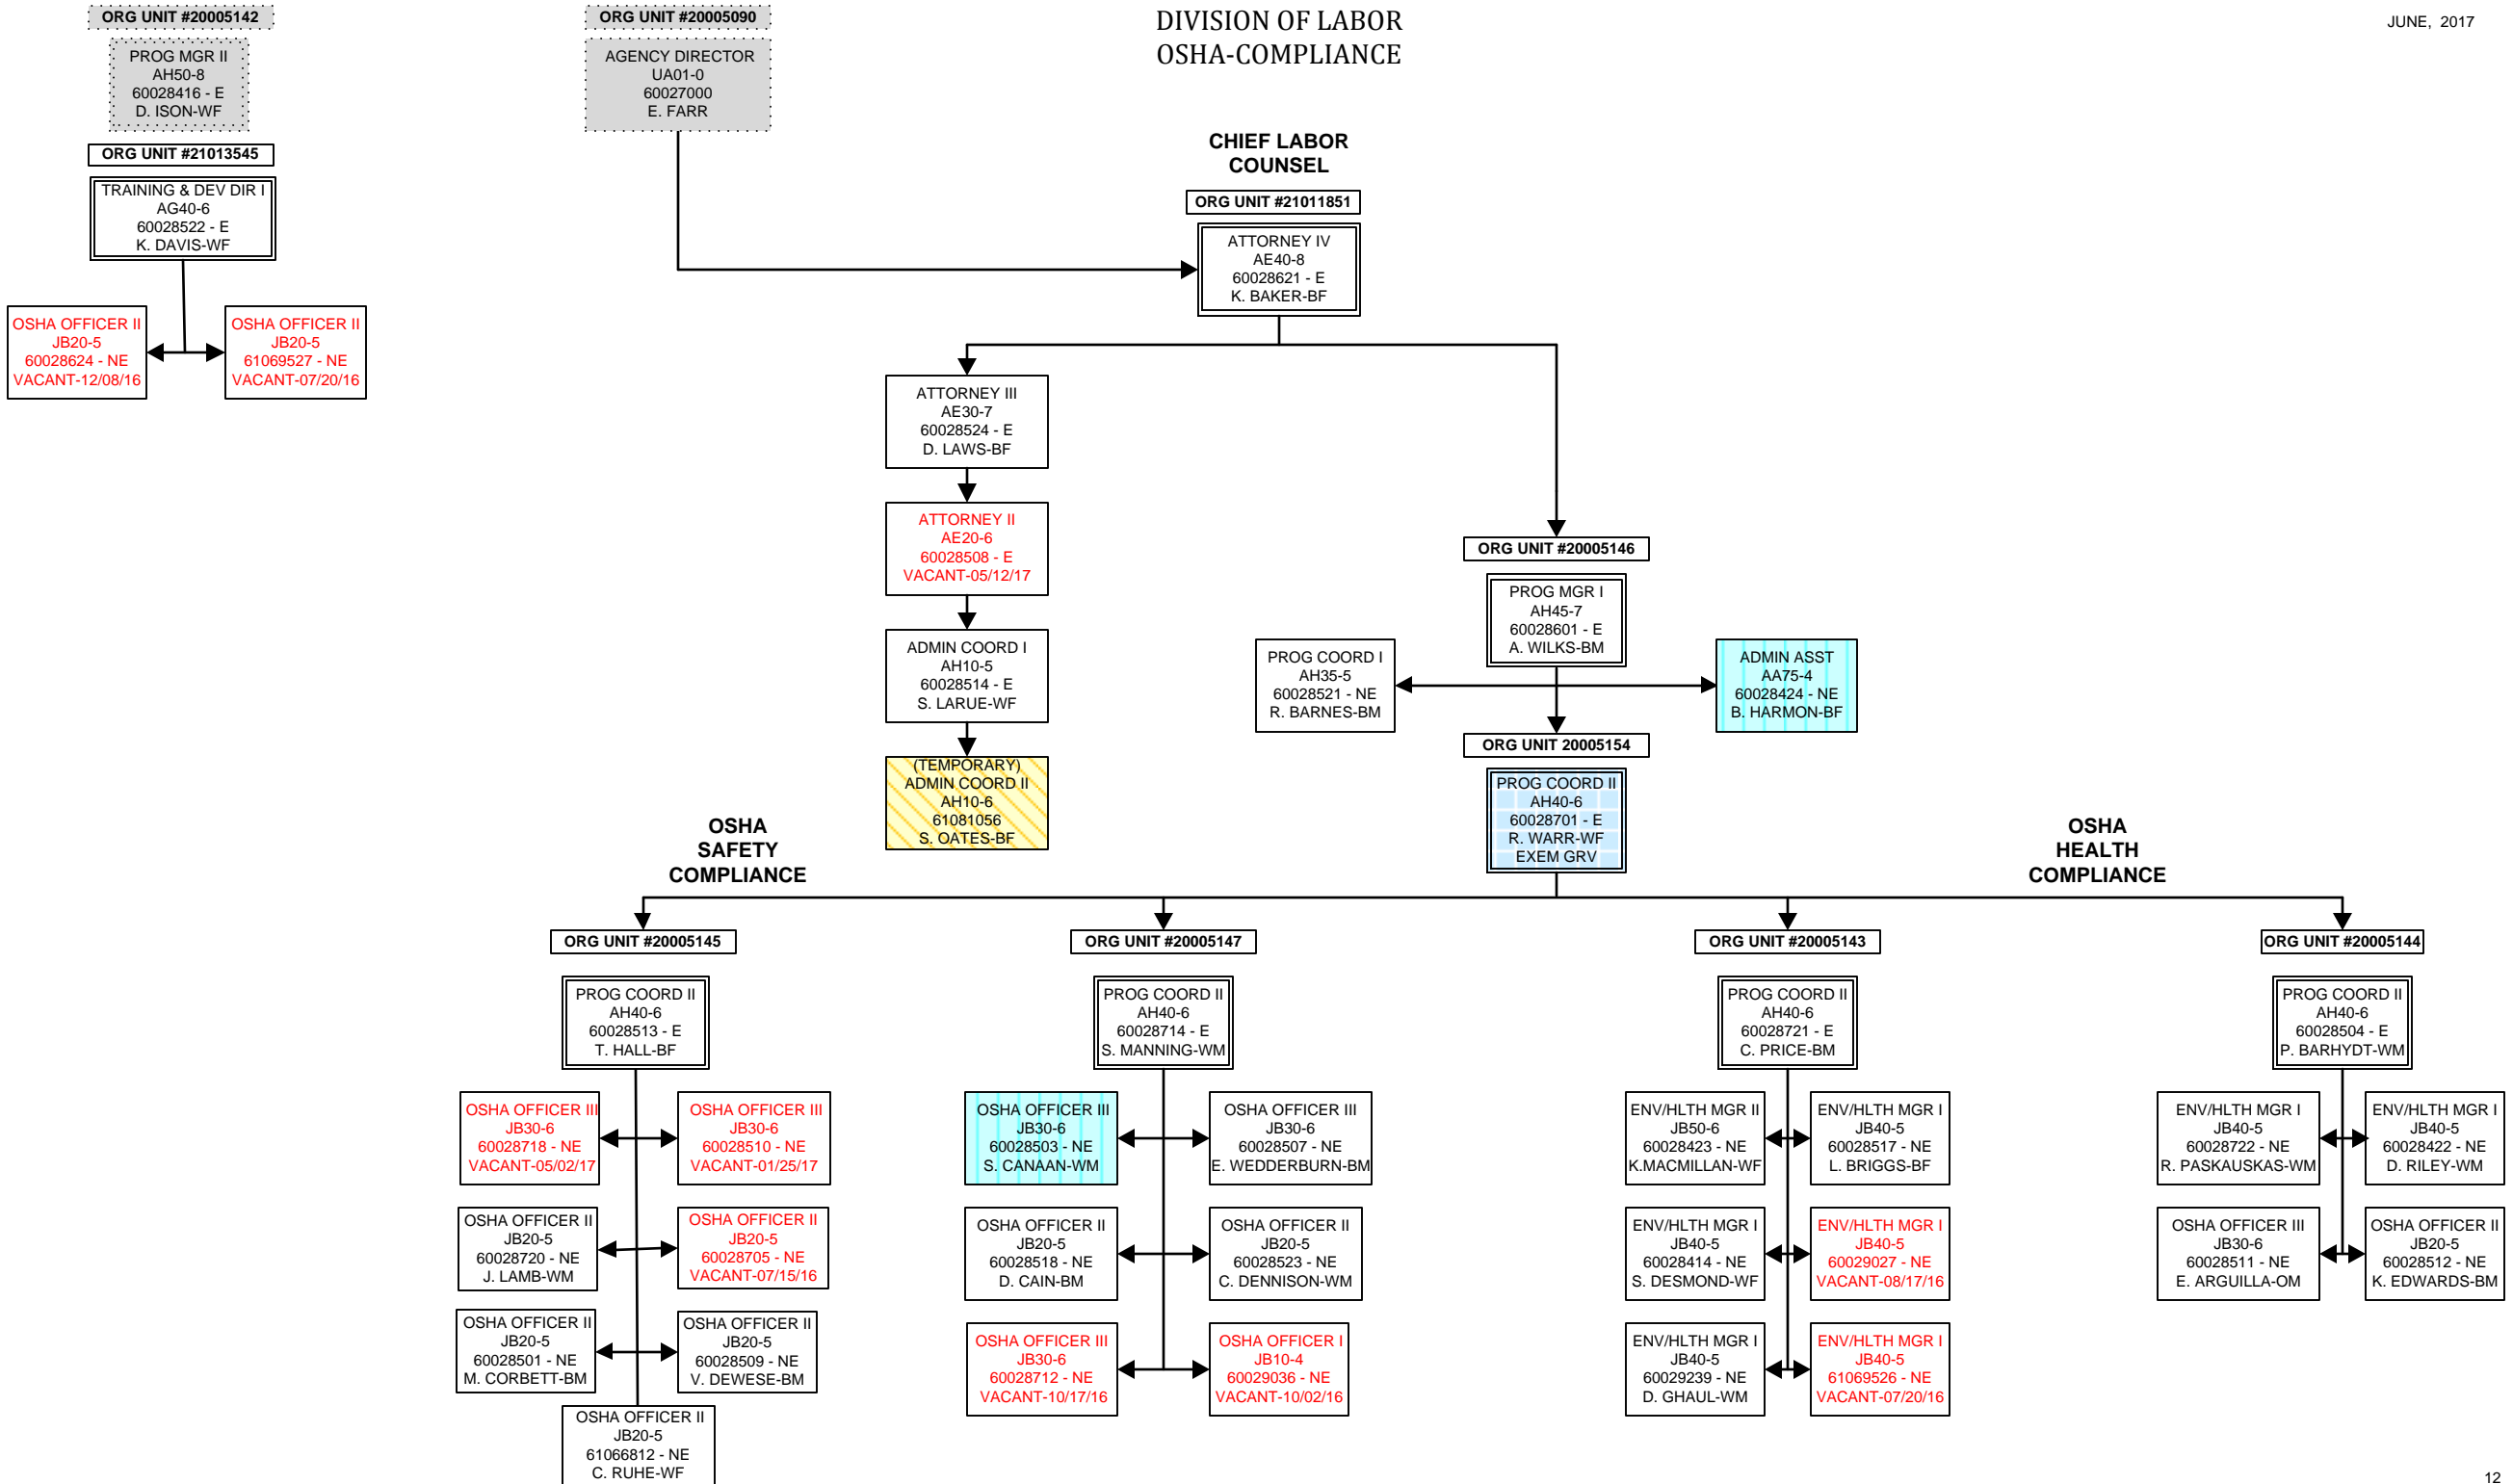 DIVISION OF LABOR
OSHA-COMPLIANCE
JUNE, 2017
ORG UNIT #20005142
PROG MGR II
AH50-8
60028416 - E
D. ISON-WF
ORG UNIT #21013545
TRAINING & DEV DIR I
AG40-6
60028522 - E
K. DAVIS-WF
OSHA OFFICER II
JB20-5
60028624 - NE
VACANT-12/08/16
OSHA OFFICER II
JB20-5
61069527 - NE
VACANT-07/20/16
ORG UNIT #20005090
AGENCY DIRECTOR
UA01-0
60027000
E. FARR
CHIEF LABOR
COUNSEL
ORG UNIT #21011851
ATTORNEY IV
AE40-8
60028621 - E
K. BAKER-BF
ATTORNEY III
AE30-7
60028524 - E
D. LAWS-BF
ATTORNEY II
AE20-6
60028508 - E
VACANT-05/12/17
ADMIN COORD I
AH10-5
60028514 - E
S. LARUE-WF
(TEMPORARY)
ADMIN COORD II
AH10-6
61081056
S. OATES-BF
ORG UNIT #20005146
PROG MGR I
AH45-7
60028601 - E
A. WILKS-BM
PROG COORD I
AH35-5
60028521 - NE
R. BARNES-BM
ADMIN ASST
AA75-4
60028424 - NE
B. HARMON-BF
ORG UNIT 20005154
PROG COORD II
AH40-6
60028701 - E
R. WARR-WF
EXEM GRV
OSHA
SAFETY
COMPLIANCE
OSHA
HEALTH
COMPLIANCE
ORG UNIT #20005145
PROG COORD II
AH40-6
60028513 - E
T. HALL-BF
OSHA OFFICER III
JB30-6
60028718 - NE
VACANT-05/02/17
OSHA OFFICER III
JB30-6
60028510 - NE
VACANT-01/25/17
OSHA OFFICER II
JB20-5
60028720 - NE
J. LAMB-WM
OSHA OFFICER II
JB20-5
60028705 - NE
VACANT-07/15/16
OSHA OFFICER II
JB20-5
60028501 - NE
M. CORBETT-BM
OSHA OFFICER II
JB20-5
60028509 - NE
V. DEWESE-BM
OSHA OFFICER II
JB20-5
61066812 - NE
C. RUHE-WF
ORG UNIT #20005147
PROG COORD II
AH40-6
60028714 - E
S. MANNING-WM
OSHA OFFICER III
JB30-6
60028503 - NE
S. CANAAN-WM
OSHA OFFICER III
JB30-6
60028507 - NE
E. WEDDERBURN-BM
OSHA OFFICER II
JB20-5
60028518 - NE
D. CAIN-BM
OSHA OFFICER II
JB20-5
60028523 - NE
C. DENNISON-WM
OSHA OFFICER III
JB30-6
60028712 - NE
VACANT-10/17/16
OSHA OFFICER I
JB10-4
60029036 - NE
VACANT-10/02/16
ORG UNIT #20005143
PROG COORD II
AH40-6
60028721 - E
C. PRICE-BM
ENV/HLTH MGR II
JB50-6
60028423 - NE
K.MACMILLAN-WF
ENV/HLTH MGR I
JB40-5
60028517 - NE
L. BRIGGS-BF
ENV/HLTH MGR I
JB40-5
60028414 - NE
S. DESMOND-WF
ENV/HLTH MGR I
JB40-5
60029027 - NE
VACANT-08/17/16
ENV/HLTH MGR I
JB40-5
60029239 - NE
D. GHAUL-WM
ENV/HLTH MGR I
JB40-5
61069526 - NE
VACANT-07/20/16
ORG UNIT #20005144
PROG COORD II
AH40-6
60028504 - E
P. BARHYDT-WM
ENV/HLTH MGR I
JB40-5
60028722 - NE
R. PASKAUSKAS-WM
ENV/HLTH MGR I
JB40-5
60028422 - NE
D. RILEY-WM
OSHA OFFICER III
JB30-6
60028511 - NE
E. ARGUILLA-OM
OSHA OFFICER II
JB20-5
60028512 - NE
K. EDWARDS-BM
12